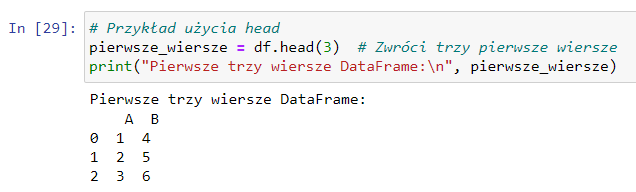 In [29]: # Przykład użycia head
pierwsze_wiersze = df.head(3)  # Zwróci trzy pierwsze wiersze
print("Pierwsze trzy wiersze DataFrame:\n", pierwsze_wiersze)
Pierwsze trzy wiersze DataFrame:
    A  B
0  1  4
1  2  5
2  3  6